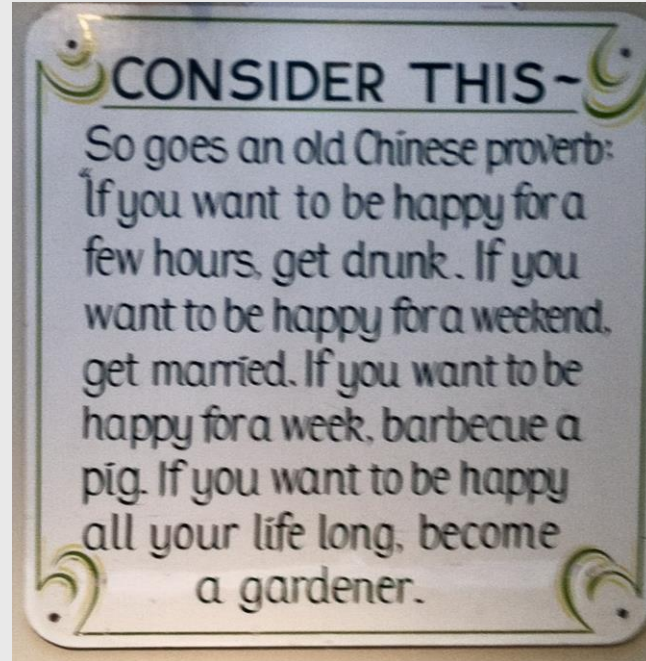 CONSIDER THIS~
So goes an old Chinese proverb:
"If you want to be happy for a
few hours, get drunk. If you
want to be happy for a weekend,
get married. If you want to be
happy for a week, barbecue a
pig. If you want to be happy
all your life long, become
a gardener.